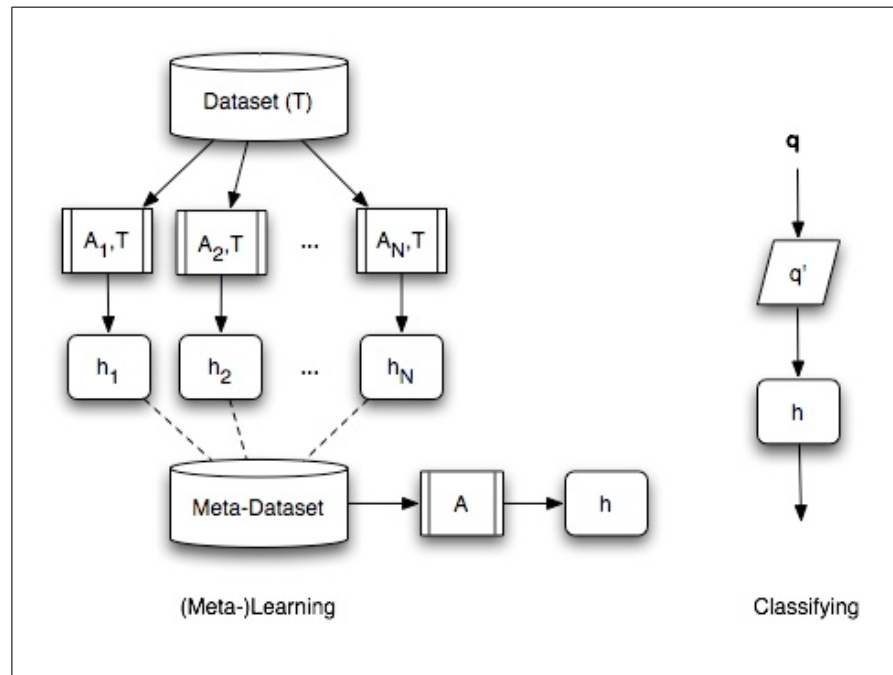 Dataset (T)
q
A1,T
A2,T
...
AN,T
q'
h1
h2
...
hN
h
Meta-Dataset
A
h
(Meta-)Learning
Classifying